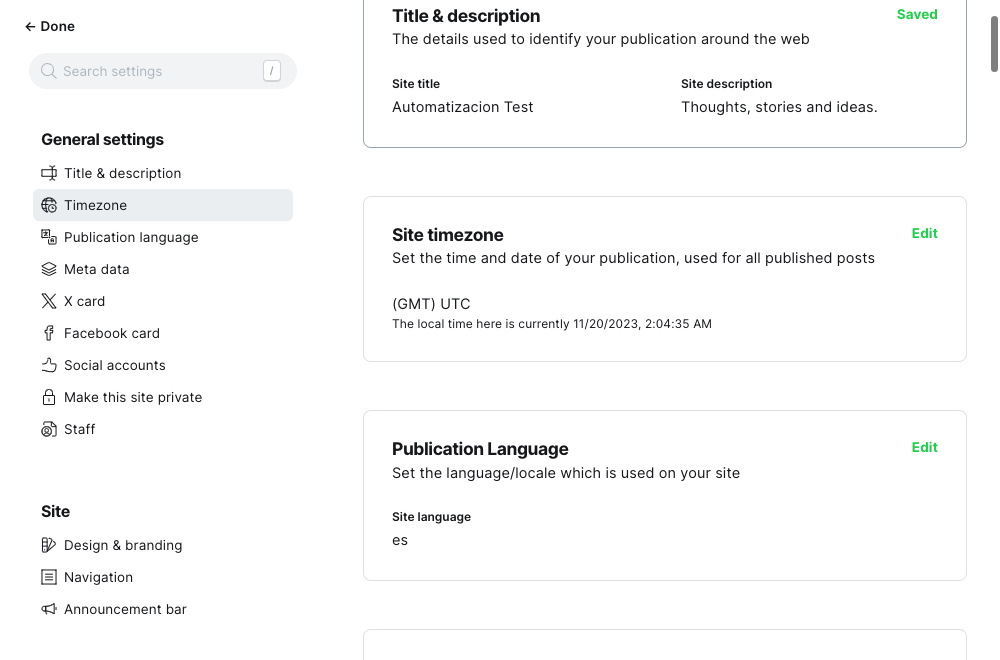 Done
Search settings
/
General settings
Title & description
Timezone
Publication language
Meta data
X card
Facebook card
Social accounts
Make this site private
Staff
Site
Design & branding
Navigation
Announcement bar
Title & description
Saved
The details used to identify your publication around the web
Site title
Automatizacion Test
Site description
Thoughts, stories and ideas.
Site timezone
Edit
Set the time and date of your publication, used for all published posts
(GMT) UTC
The local time here is currently 11/20/2023, 2:04:35 AM
Publication Language
Edit
Set the language/locale which is used on your site
Site language
es